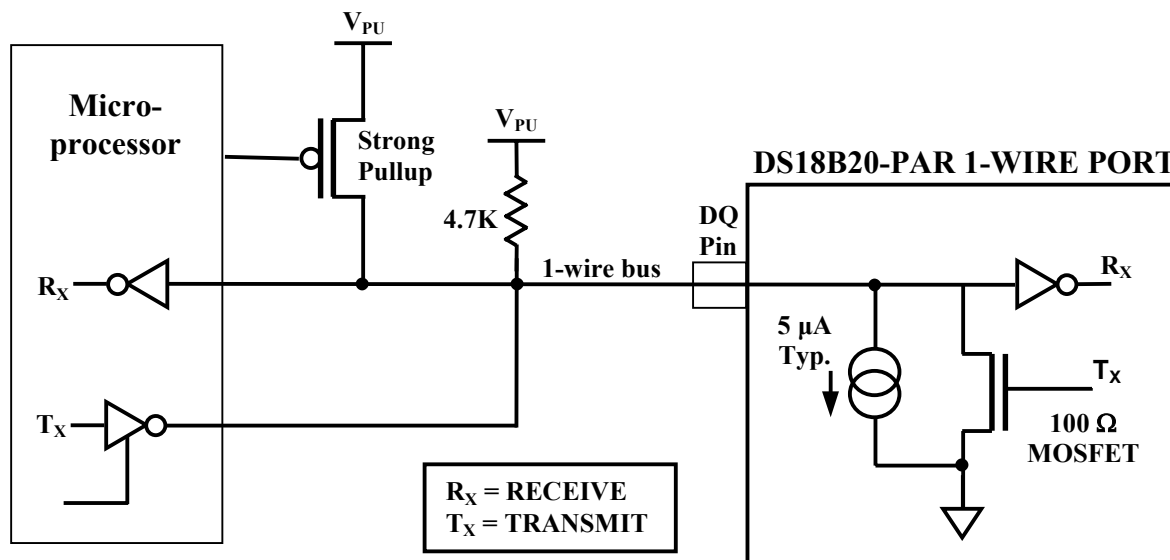 V_PU
Micro-
processor
Strong
Pullup
V_PU
4.7K
DS18B20-PAR 1-WIRE PORT
DQ
Pin
1-wire bus
R_X
R_X
5 µA
Typ.
T_X
T_X
100 Ω
MOSFET
R_X = RECEIVE
T_X = TRANSMIT